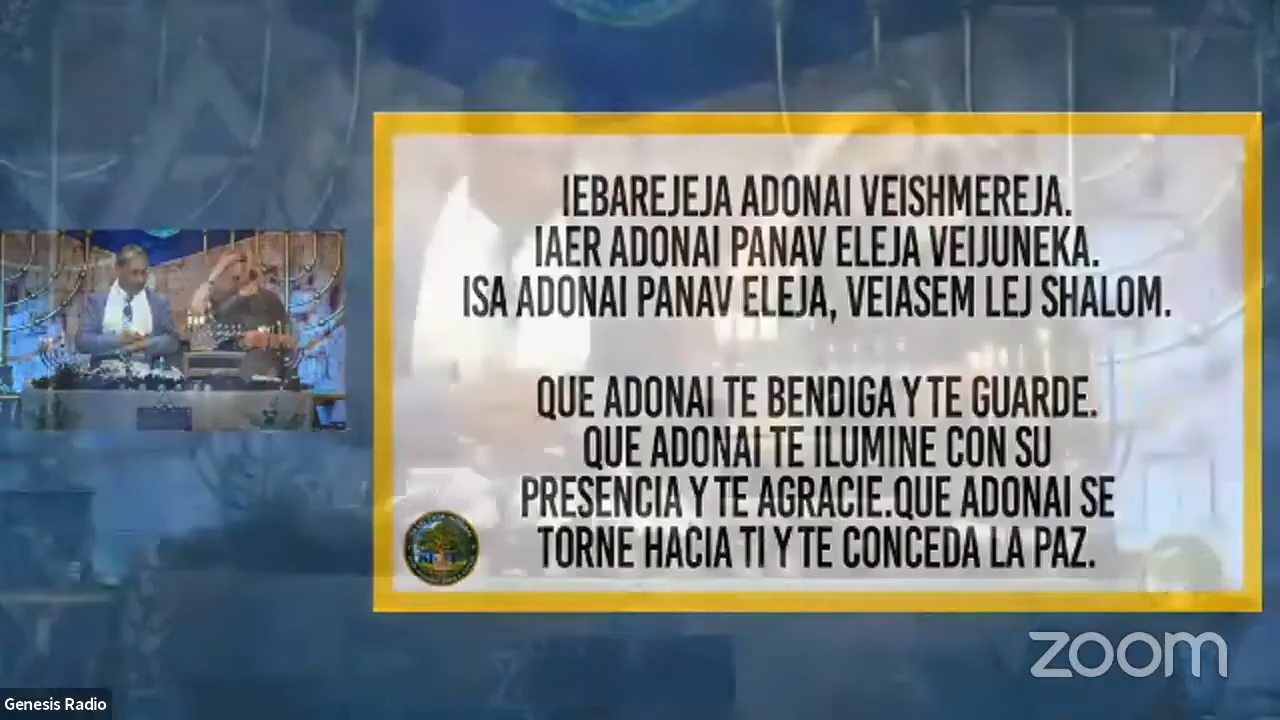 IEBAREJEJA ADONAI VEISHMEREJA.
IAER ADONAI PANAV ELEJA VEIJUNEKA.
ISA ADONAI PANAV ELEJA, VEIASEM LEJ SHALOM.
QUE ADONAI TE BENDIGA Y TE GUARDE.
QUE ADONAI TE ILUMINE CON SU
PRESENCIA Y TE AGRACIE.QUE ADONAI SE
TORNE HACIA TI Y TE CONCEDA LA PAZ.
zoom
Genesis Radio